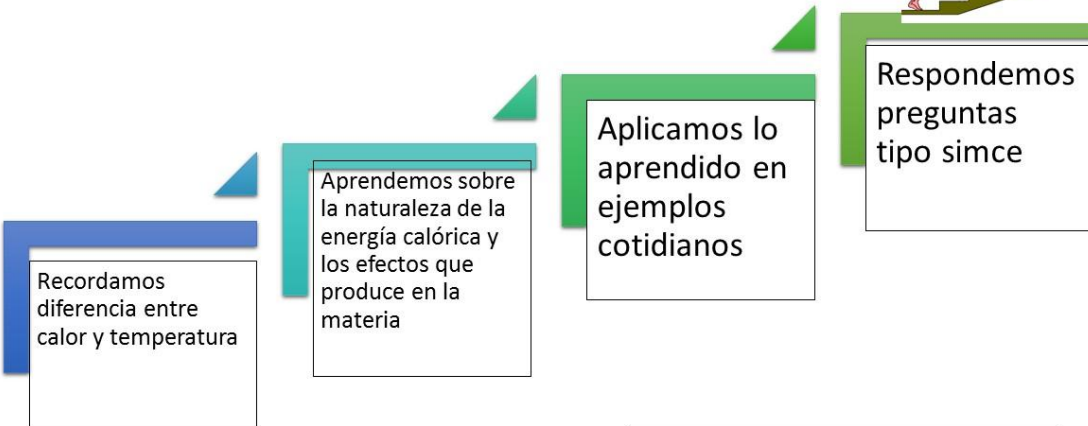 Recordamos
diferencia entre
calor y temperatura
Aprendemos sobre
la naturaleza de la
energía calórica y
los efectos que
produce en la
materia
Aplicamos lo
aprendido en
ejemplos
cotidianos
Respondemos
preguntas
tipo simce